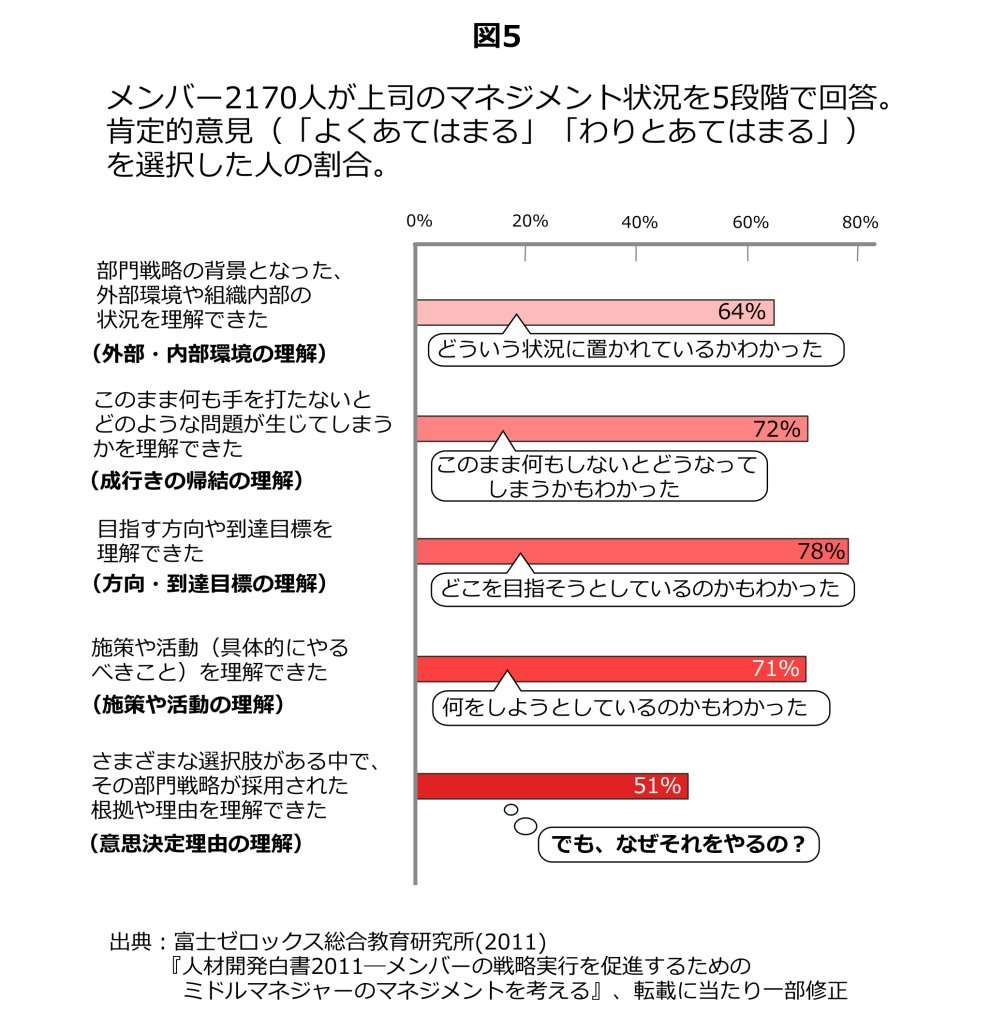 図5
メンバー2170人が上司のマネジメント状況を5段階で回答。
肯定的意見（「よくあてはまる」「わりとあてはまる」）
を選択した人の割合。
0% 20% 40% 60% 80%
部門戦略の背景となった、
外部環境や組織内部の
状況を理解できた
（外部・内部環境の理解）
64%
どういう状況に置かれているかわかった
このまま何も手を打たないと
どのような問題が生じてしまう
かを理解できた
（成行きの帰結の理解）
72%
このまま何もしないとどうなって
しまうかもわかった
目指す方向や到達目標を
理解できた
（方向・到達目標の理解）
78%
どこを目指そうとしているのかもわかった
施策や活動（具体的にやる
べきこと）を理解できた
（施策や活動の理解）
71%
何をしようとしているのかもわかった
さまざまな選択肢がある中で、
その部門戦略が採用された
根拠や理由を理解できた
（意思決定理由の理解）
51%
でも、なぜそれをやるの？
出典：富士ゼロックス総合教育研究所(2011)
『人材開発白書2011―メンバーの戦略実行を促進するための
ミドルマネジャーのマネジメントを考える』、転載に当たり一部修正